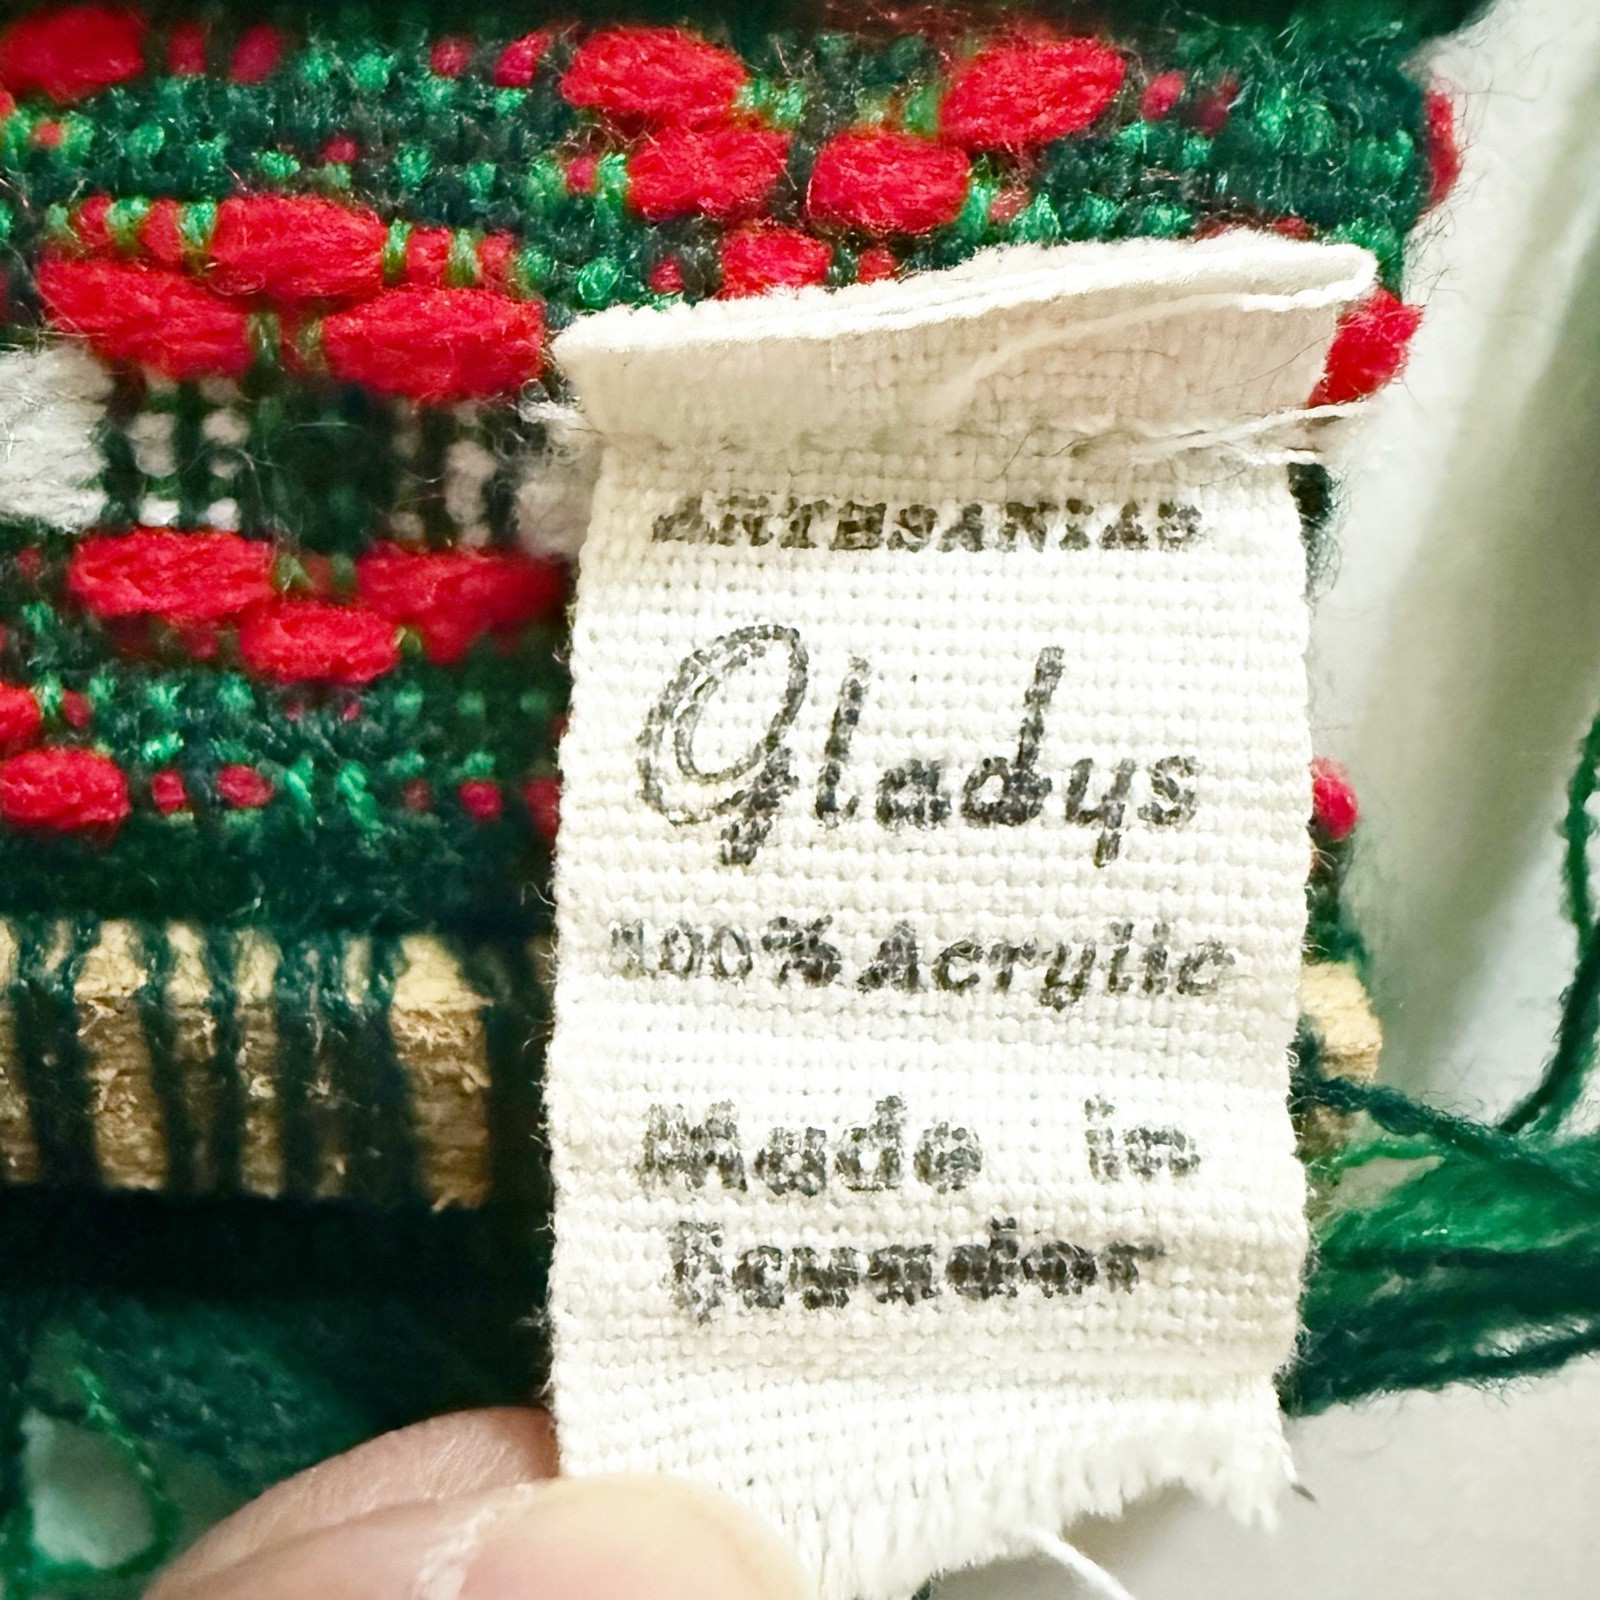 ARTESANIAS
Gladys
100% Acrylic
Made in
Ecuador